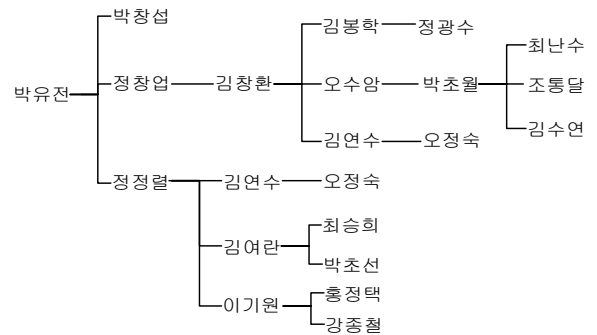 박창섭
김봉학 정광수
최난수
박유전 정창업 김창환 오수암 박초월 조통달
김수연
김연수 오정숙
정정렬 김연수 오정숙
최승희
김여란
박초선
홍정택
이기원
강종철